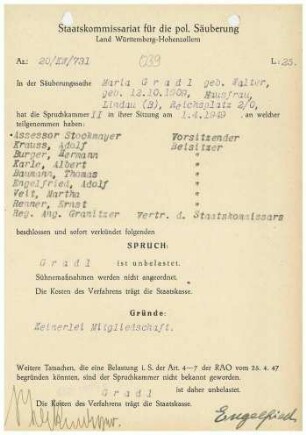 Staatskommissariat für die pol. Säuberung
Land Württemberg-Hohenzollern
Az: 20/XX/731 039 L: 25.
In der Säuberungssache Maria Gradl geb. Walter,
geb. 12.10.1909, Hausfrau,
Lindau (B), Reichsplatz 2/0,
hat die Spruchkammer II in ihrer Sitzung am 1.4.1949 , an welcher
teilgenommen haben:
Assessor Stockmayer Vorsitzender
Krauss, Adolf Beisitzer
Burger, Hermann "
Karle, Albert "
Baumann, Thomas "
Engelfried, Adolf "
Veit, Martha "
Renner, Ernst "
Reg. Ang. Granitzer Vertr. d. Staatskommissars
beschlossen und sofort verkündet folgenden
SPRUCH:
Gradl ist unbelastet.
Sühnemaßnahmen werden nicht angeordnet.
Die Kosten des Verfahrens trägt die Staatskasse.
Gründe:
Keinerlei Mitgliedschaft.
Weitere Tatsachen, die eine Belastung i. S. der Art. 4—7 der RAO vom 25. 4. 47
begründen könnten, sind der Spruchkammer nicht bekannt geworden.
Gradl ist daher unbelastet.
Die Kosten des Verfahrens trägt die Staatskasse.
Engelfried